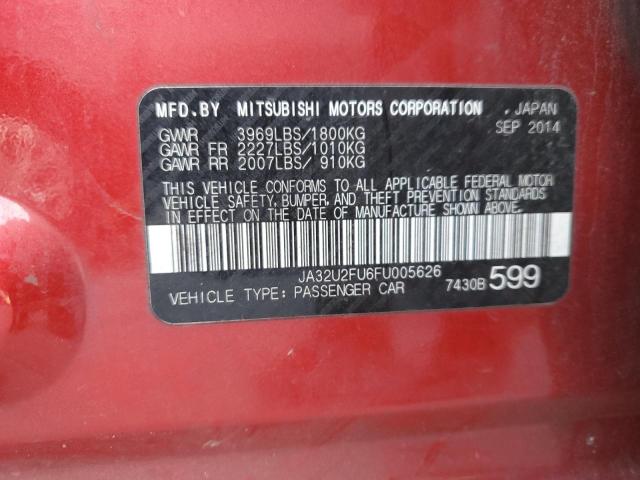 MFD.BY MITSUBISHI MOTORS CORPORATION , JAPAN
SEP 2014
GVWR 3969LBS/1800KG
GAWR FR 2227LBS/1010KG
GAWR RR 2007LBS/ 910KG
THIS VEHICLE CONFORMS TO ALL APPLICABLE FEDERAL MOTOR
VEHICLE SAFETY, BUMPER, AND THEFT PREVENTION STANDARDS
IN EFFECT ON THE DATE OF MANUFACTURE SHOWN ABOVE.
JA32U2FU6FU005626
VEHICLE TYPE: PASSENGER CAR 7430B 599